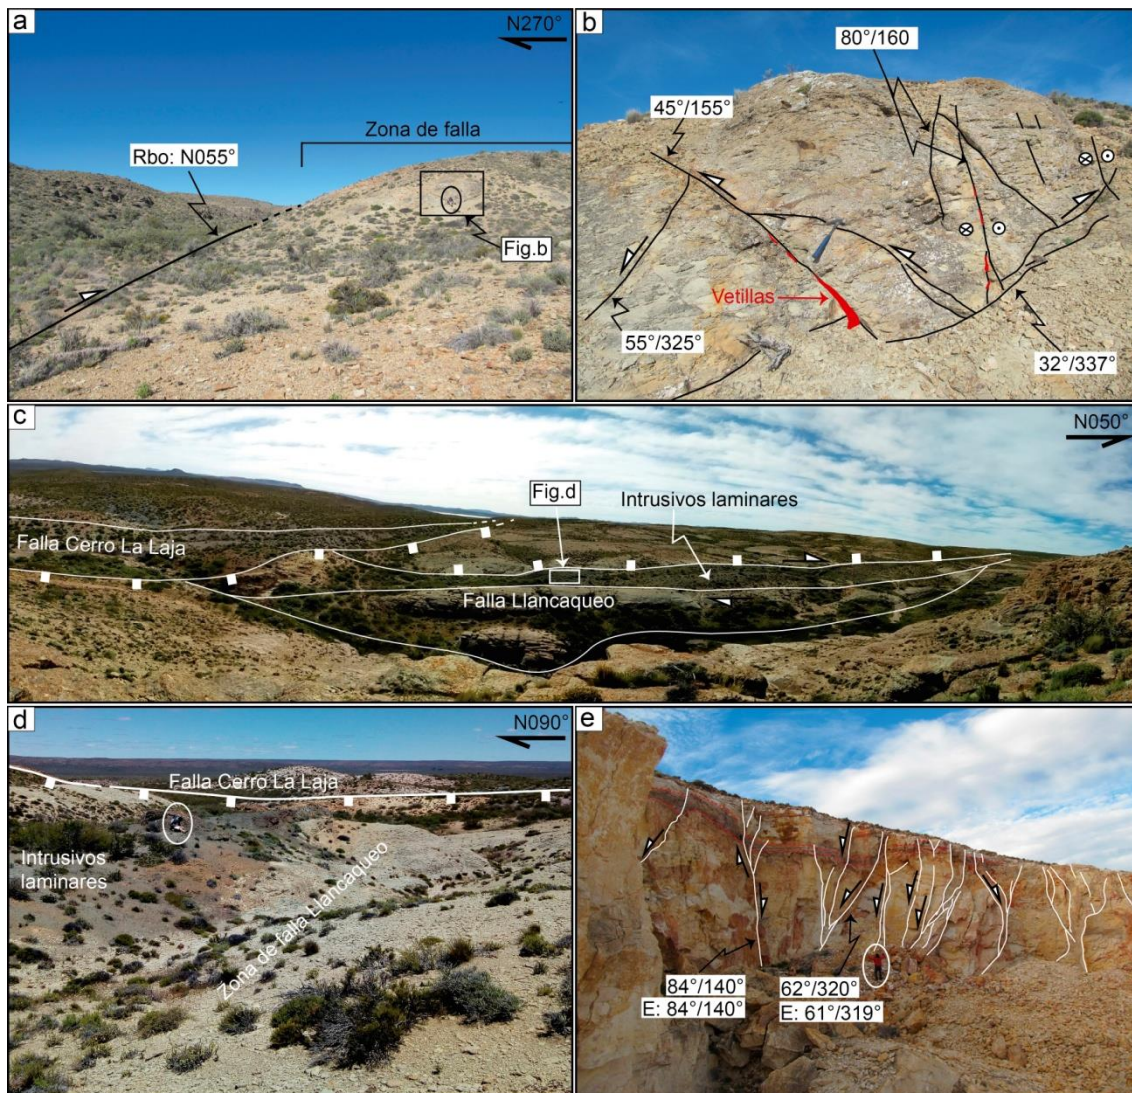 a
N270°
Zona de falla
Rbo: N055°
Fig.b
b
80°/160
45°/155°
Vetillas
55°/325°
32°/337°
c
N050°
Fig.d
Intrusivos laminares
Falla Cerro La Laja
Falla Llancaqueo
d
N090°
Falla Cerro La Laja
Intrusivos
laminares
Zona de falla Llancaqueo
e
84°/140°
E: 84°/140°
62°/320°
E: 61°/319°